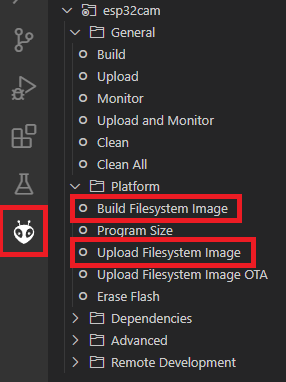 esp32cam
General
Build
Upload
Monitor
Upload and Monitor
Clean
Clean All
Platform
Build Filesystem Image
Program Size
Upload Filesystem Image
Upload Filesystem Image OTA
Erase Flash
Dependencies
Advanced
Remote Development